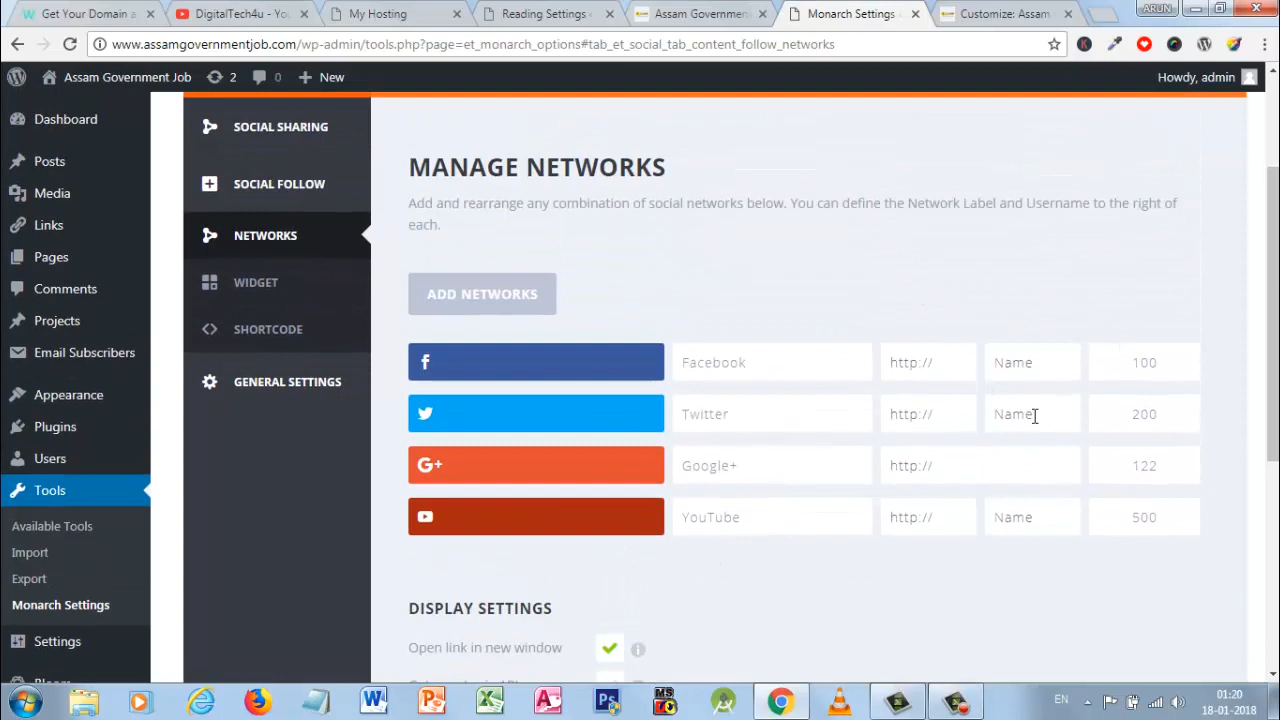 Get Your Domain a
DigitalTech4u - Yo
My Hosting
Reading Settings
Assam Governmen
Monarch Settings
Customize: Assam
ARUN
www.assamgovernmentjob.com/wp-admin/tools.php?page=et_monarch_options#tab_et_social_tab_content_follow_networks
Assam Government Job
2
0
New
Howdy, admin
Dashboard
Posts
Media
Links
Pages
Comments
Projects
Email Subscribers
Appearance
Plugins
Users
Tools
Available Tools
Import
Export
Monarch Settings
Settings
SOCIAL SHARING
SOCIAL FOLLOW
NETWORKS
WIDGET
SHORTCODE
GENERAL SETTINGS
MANAGE NETWORKS
Add and rearrange any combination of social networks below. You can define the Network Label and Username to the right of
each.
ADD NETWORKS
Facebook http:// Name 100
Twitter http:// Name 200
G+ Google+ http:// 122
YouTube http:// Name 500
DISPLAY SETTINGS
Open link in new window
EN
01:20
18-01-2018